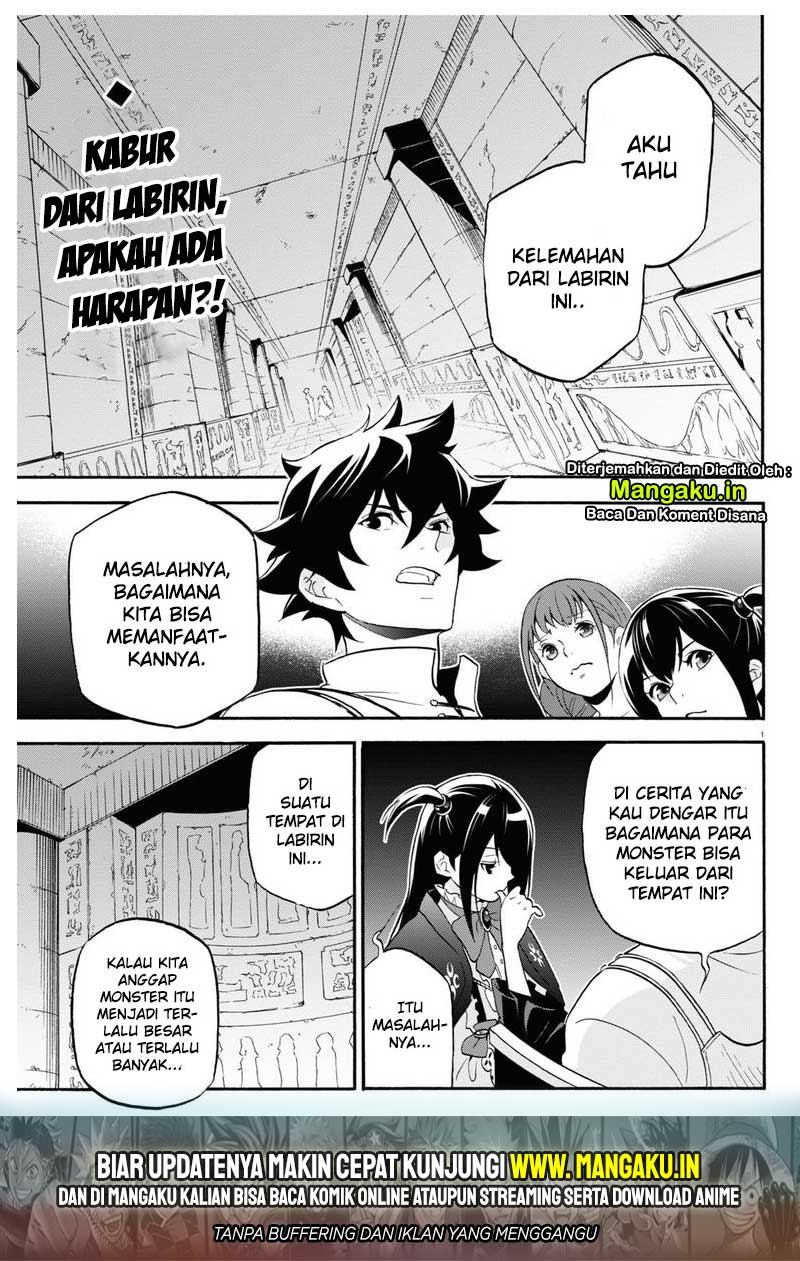 AKU
TAHU
KELEMAHAN
DARI LABIRIN
INI..
KABUR
DARI LABIRIN,
APAKAH ADA
HARAPAN?!
Diterjemahkan dan Diedit Oleh :
Mangaku.in
Baca Dan Koment Disana
MASALAHNYA,
BAGAIMANA
KITA BISA
MEMANFAAT-
KANNYA.
1
DI CERITA YANG
KAU DENGAR ITU
BAGAIMANA PARA
MONSTER BISA
KELUAR DARI
TEMPAT INI?
ITU
MASALAH-
NYA...
DI
SUATU
TEMPAT DI
LABIRIN
INI...
KALAU KITA
ANGGAP
MONSTER ITU
MENJADI TER-
LALU BESAR
ATAU TERLALU
BANYAK...
BIAR UPDATENYA MAKIN CEPAT KUNJUNGI WWW. MANGAKU.IN
DAN DI MANGAKU KALIAN BISA BACA KOMIK ONLINE ATAUPUN STREAMING SERTA DOWNLOAD ANIME
TANPA BUFFERING DAN IKLAN YANG MENGGANGU